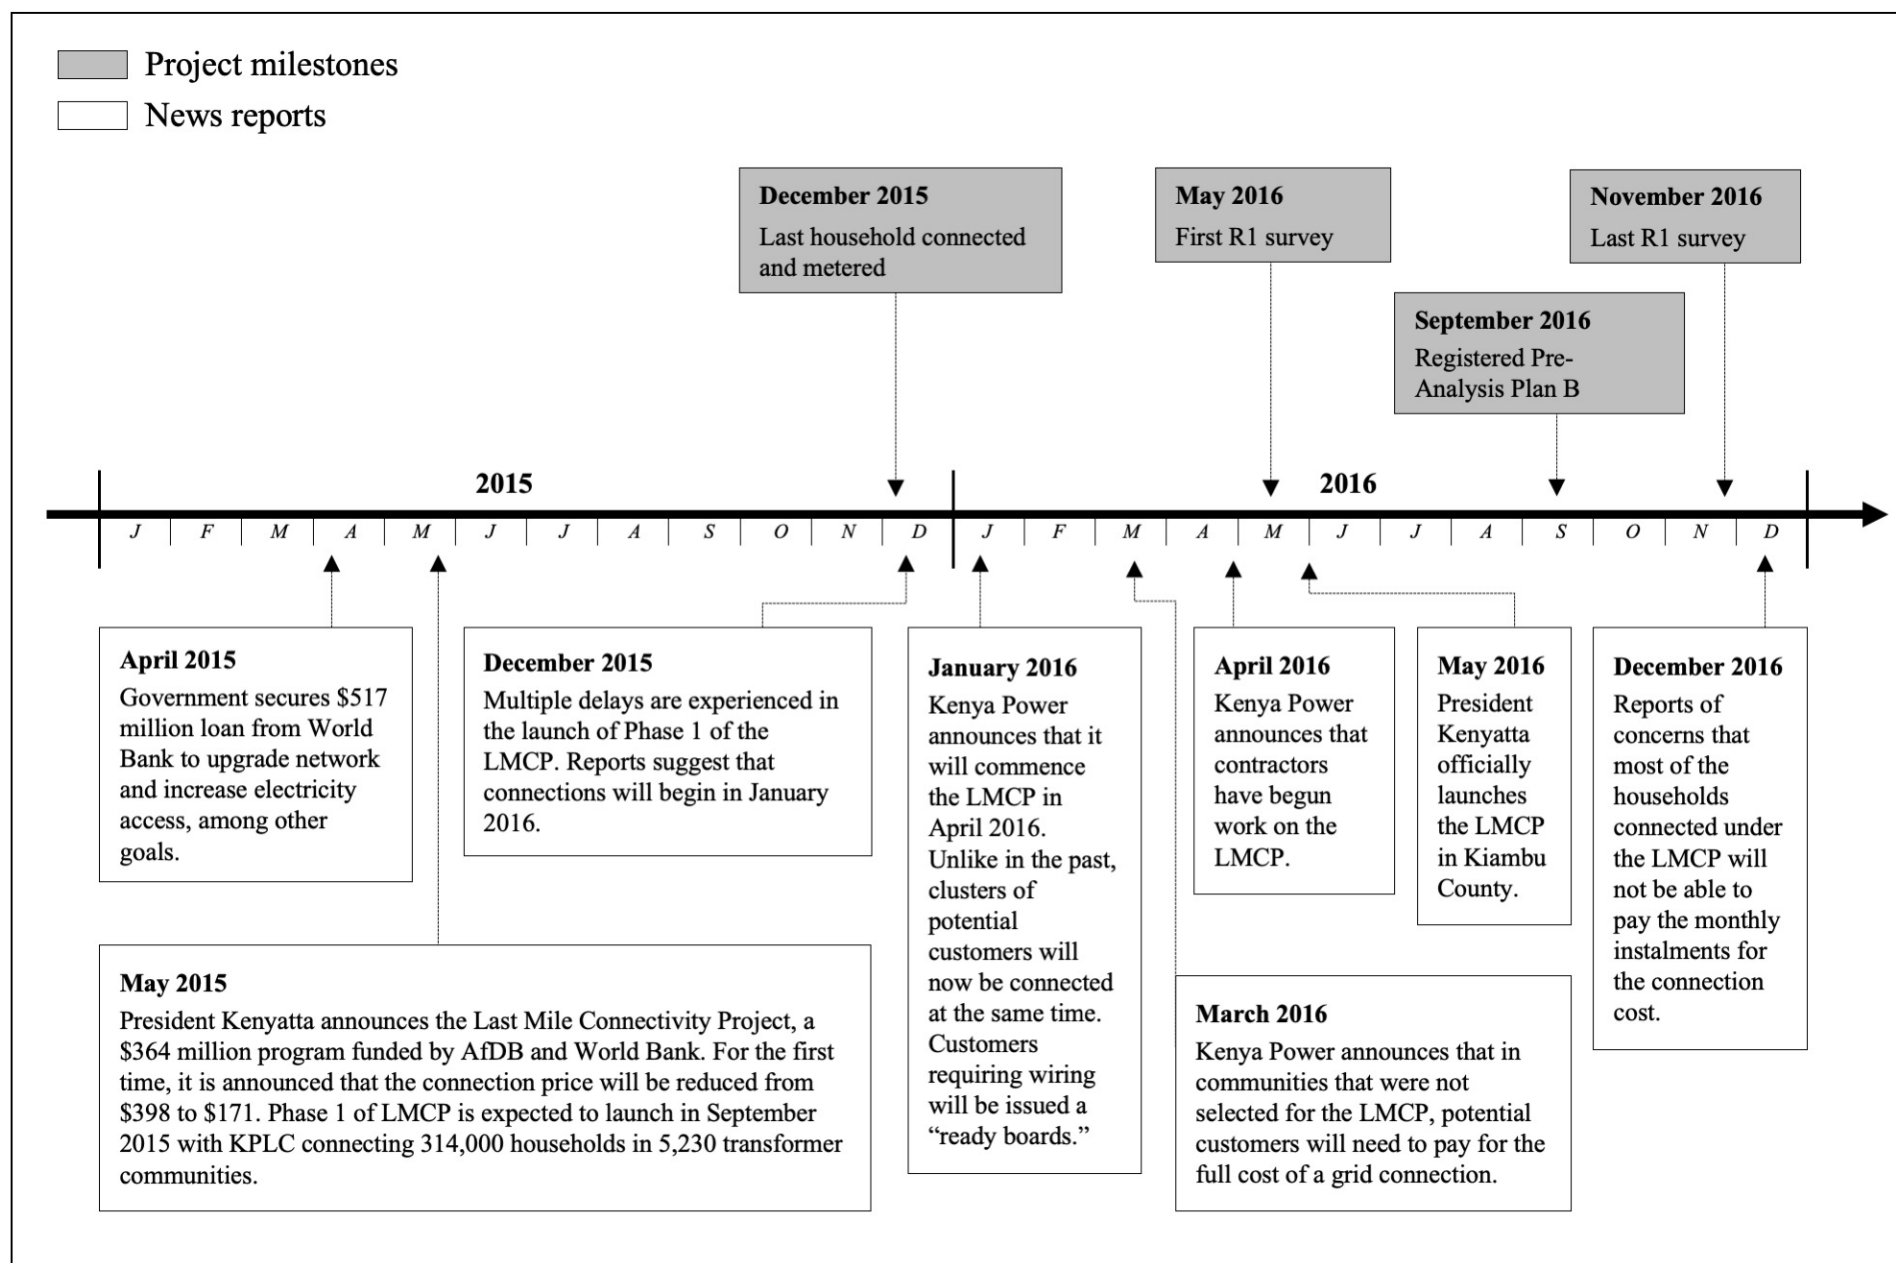 Project milestones
News reports
December 2015
Last household connected
and metered
May 2016
First R1 survey
November 2016
Last R1 survey
September 2016
Registered Pre-
Analysis Plan B
2015
2016
J F M A M J J A S O N D J F M A M J J A S O N D
April 2015
Government secures $517
million loan from World
Bank to upgrade network
and increase electricity
access, among other
goals.
December 2015
Multiple delays are experienced in
the launch of Phase 1 of the
LMCP. Reports suggest that
connections will begin in January
2016.
January 2016
Kenya Power
announces that it
will commence
the LMCP in
April 2016.
Unlike in the past,
clusters of
potential
customers will
now be connected
at the same time.
Customers
requiring wiring
will be issued a
“ready boards.”
April 2016
Kenya Power
announces that
contractors
have begun
work on the
LMCP.
May 2016
President
Kenyatta
officially
launches
the LMCP
in Kiambu
County.
December 2016
Reports of
concerns that
most of the
households
connected under
the LMCP will
not be able to
pay the monthly
instalments for
the connection
cost.
May 2015
President Kenyatta announces the Last Mile Connectivity Project, a
$364 million program funded by AfDB and World Bank. For the first
time, it is announced that the connection price will be reduced from
$398 to $171. Phase 1 of LMCP is expected to launch in September
2015 with KPLC connecting 314,000 households in 5,230 transformer
communities.
March 2016
Kenya Power announces that in
communities that were not
selected for the LMCP, potential
customers will need to pay for the
full cost of a grid connection.